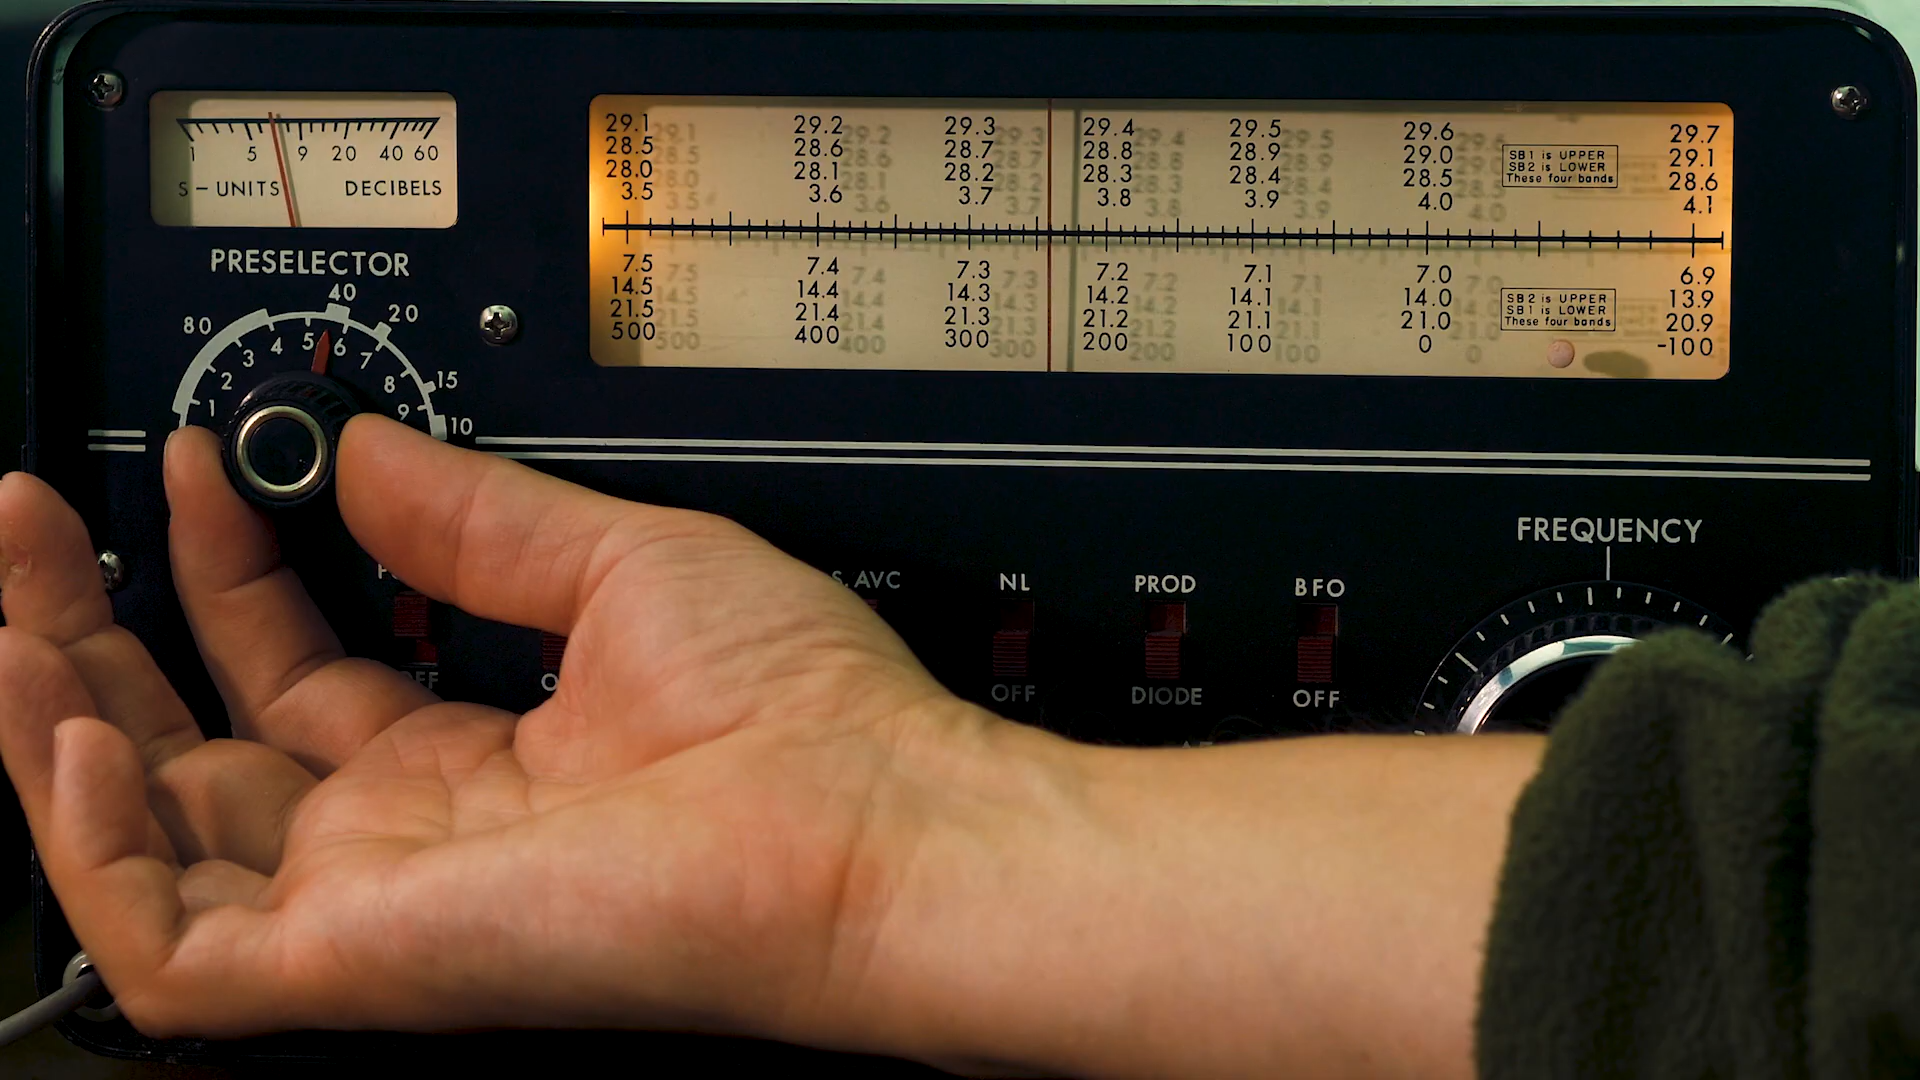 1 5 9 20 40 60
S-UNITS DECIBELS
PRESELECTOR
80 40 20 15 10
1 2 3 4 5 6 7 8 9
29.1 29.2 29.3 29.4 29.5 29.6 29.7
28.5 28.6 28.7 28.8 28.9 29.0 29.1
28.0 28.1 28.2 28.3 28.4 28.5 28.6
3.5 3.6 3.7 3.8 3.9 4.0 4.1
SB1 is UPPER
SB2 is LOWER
These four bands
7.5 7.4 7.3 7.2 7.1 7.0 6.9
14.5 14.4 14.3 14.2 14.1 14.0 13.9
21.5 21.4 21.3 21.2 21.1 21.0 20.9
500 400 300 200 100 0 -100
SB2 is UPPER
SB1 is LOWER
These four bands
FREQUENCY
S. AVC NL PROD BFO
OFF DIODE OFF